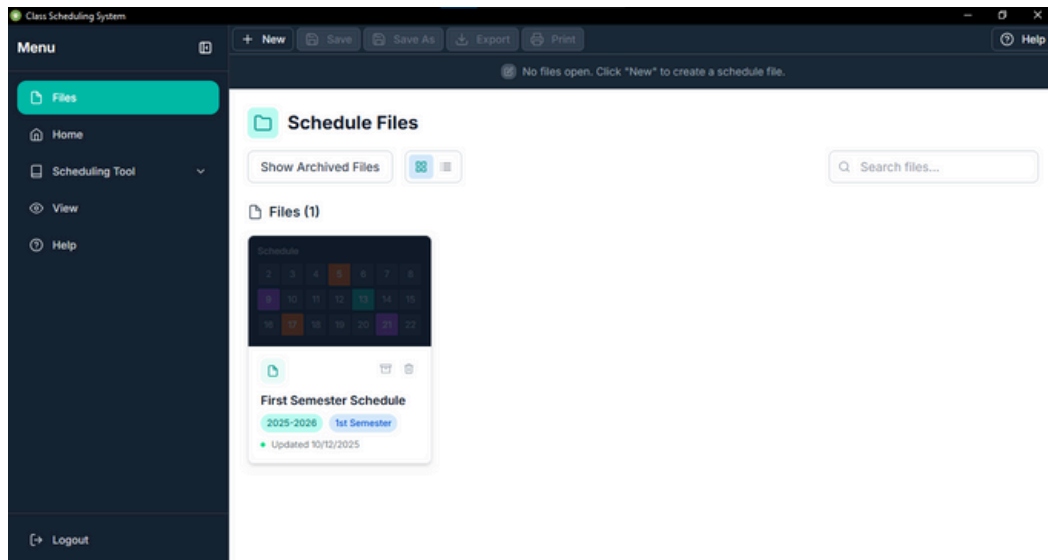 Class Scheduling System
Menu
+ New Save Save As Export Print Help
No files open. Click "New" to create a schedule file.
Files
Home
Scheduling Tool
View
Help
Logout
Schedule Files
Show Archived Files
Search files...
Files (1)
Schedule
2 3 4 5 6 7 8
9 10 11 12 13 14 15
16 17 18 19 20 21 22
First Semester Schedule
2025-2026 1st Semester
Updated 10/12/2025